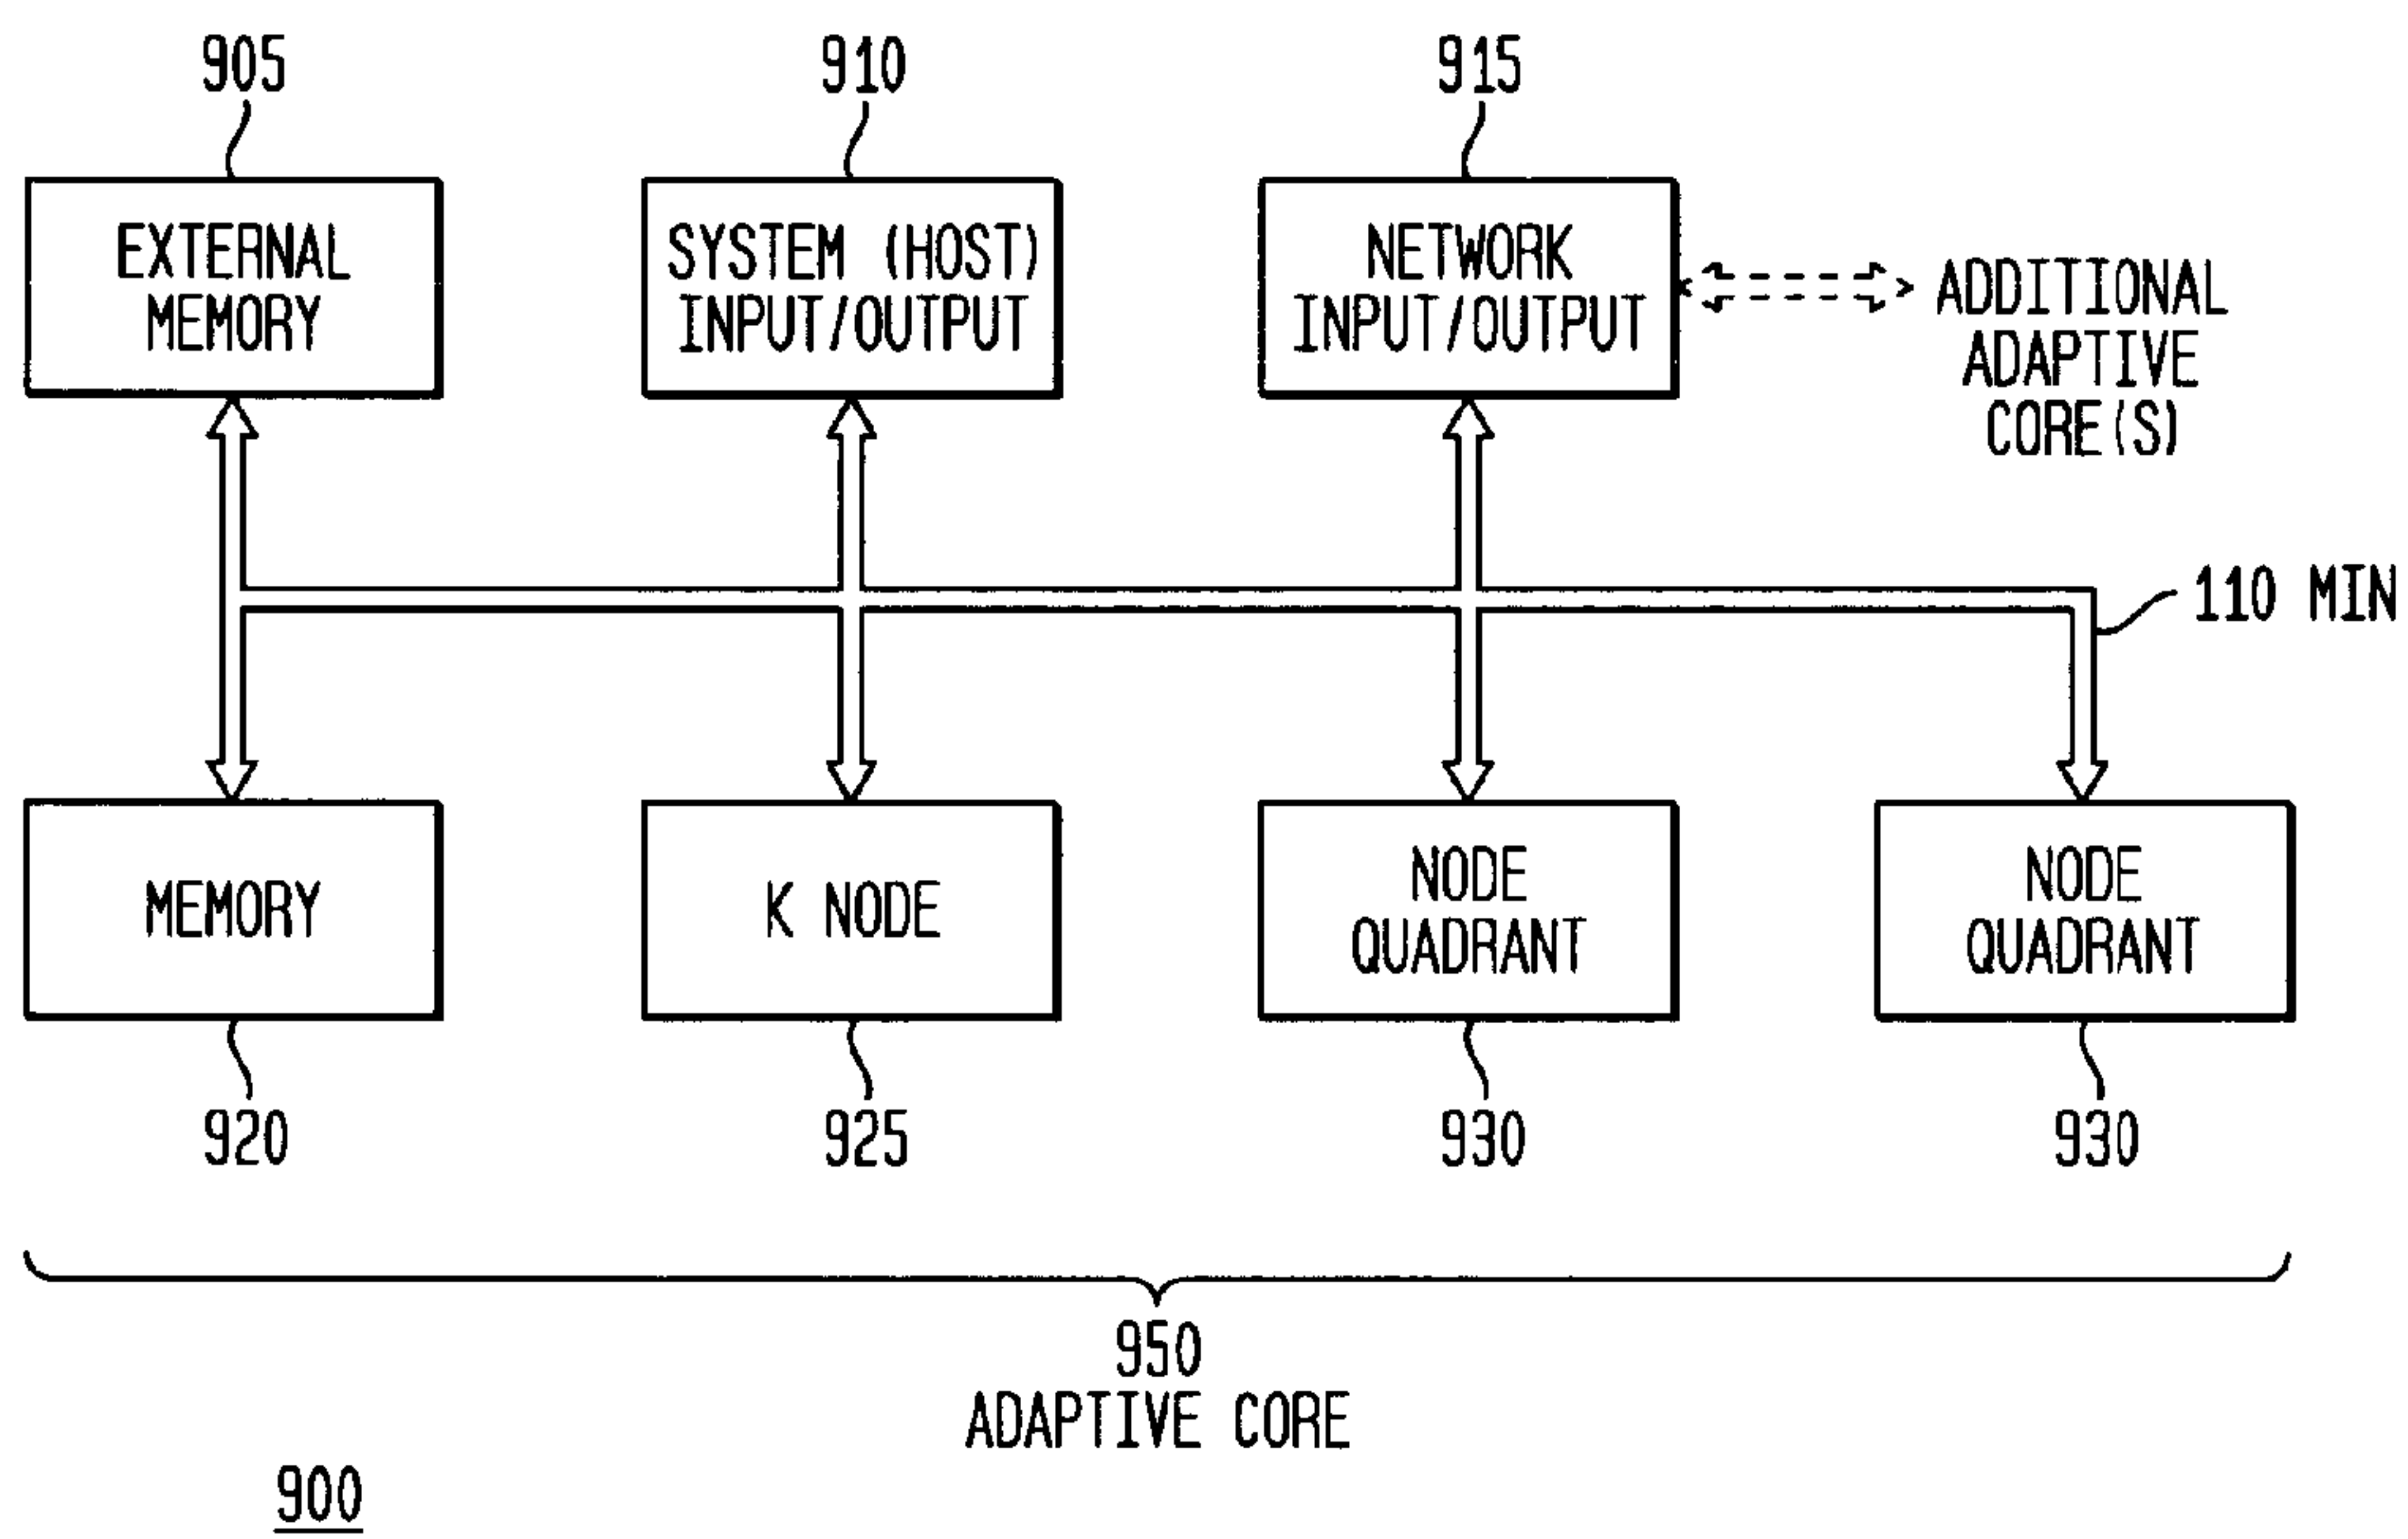 905
910
915
EXTERNAL
MEMORY
SYSTEM (HOST)
INPUT/OUTPUT
NETWORK
INPUT/OUTPUT
ADDITIONAL
ADAPTIVE
CORE(S)
110 MIN
MEMORY
K NODE
NODE
QUADRANT
NODE
QUADRANT
920
925
930
930
950
ADAPTIVE CORE
900